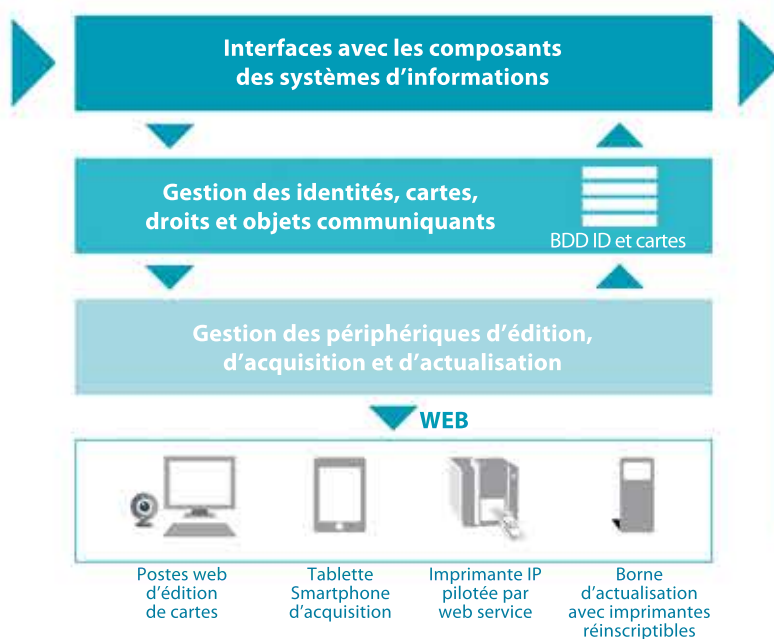 Interfaces avec les composants
des systèmes d’informations
Gestion des identités, cartes,
droits et objets communiquants
BDD ID et cartes
Gestion des périphériques d’édition,
d’acquisition et d’actualisation
WEB
Postes web
d’édition
de cartes
Tablette
Smartphone
d’acquisition
Imprimante IP
pilotée par
web service
Borne
d’actualisation
avec imprimantes
réinscriptibles